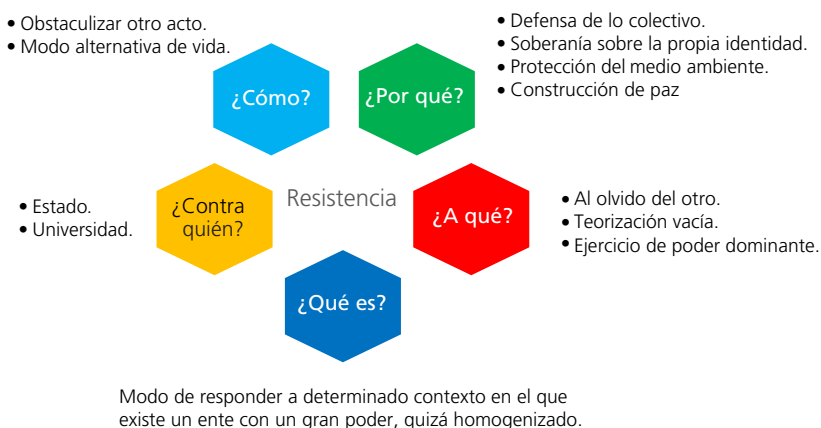 • Obstaculizar otro acto.
• Modo alternativa de vida.
• Defensa de lo colectivo.
• Soberanía sobre la propia identidad.
• Protección del medio ambiente.
• Construcción de paz
¿Cómo?
¿Por qué?
• Estado.
• Universidad.
¿Contra
quién?
Resistencia
¿A qué?
• Al olvido del otro.
• Teorización vacía.
• Ejercicio de poder dominante.
¿Qué es?
Modo de responder a determinado contexto en el que
existe un ente con un gran poder, quizá homogenizado.